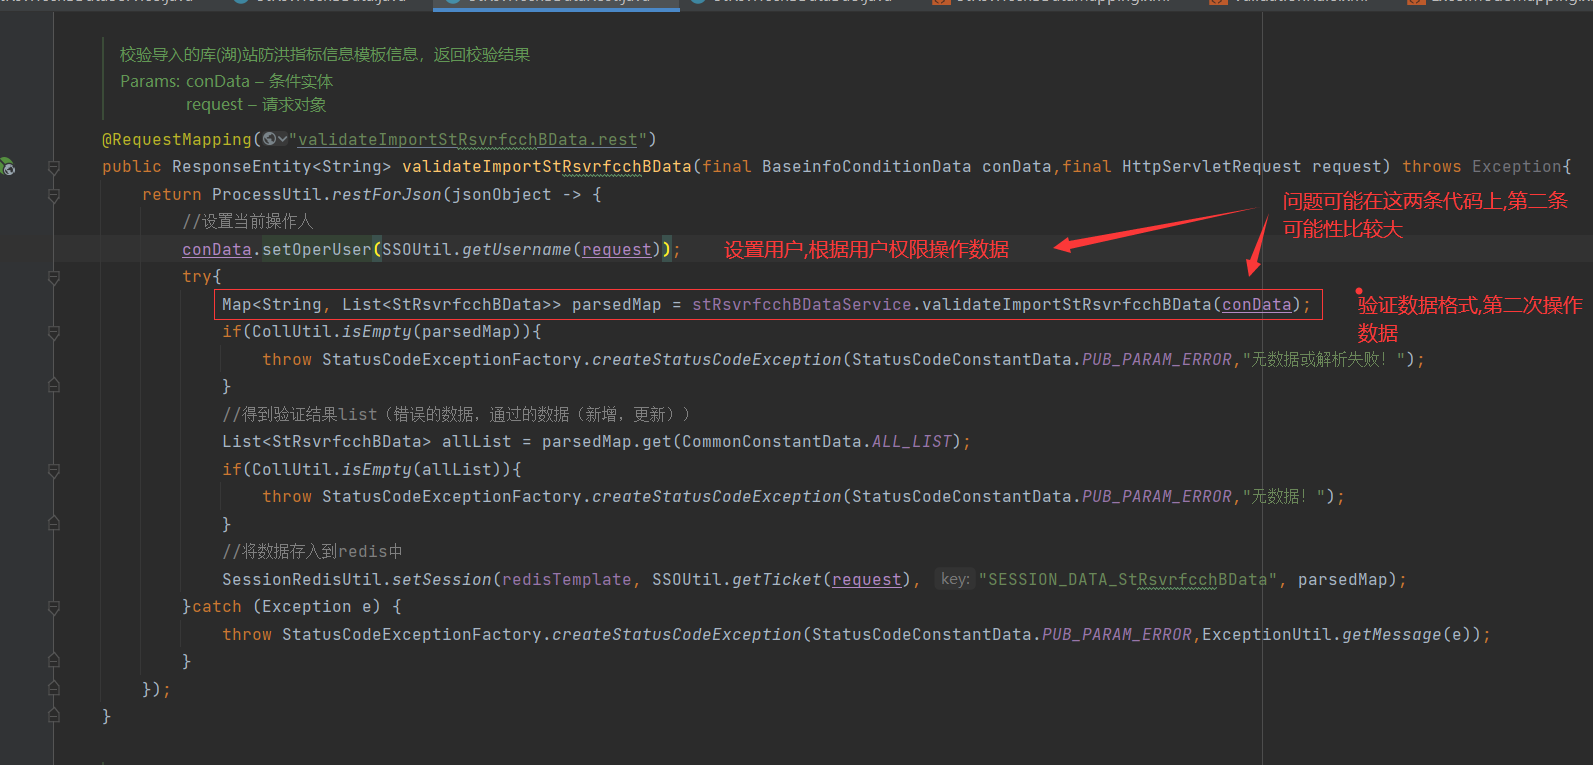 校验导入的库(湖)站防洪指标信息模板信息，返回校验结果
Params: conData – 条件实体
request – 请求对象
@RequestMapping("validateImportStRsvrfcchBData.rest")
public ResponseEntity<String> validateImportStRsvrfcchBData(final BaseinfoConditionData conData,final HttpServletRequest request) throws Exception{
return ProcessUtil.restForJson(jsonObject -> {
//设置当前操作人
conData.setOperUser(SSOUtil.getUsername(request));
设置用户,根据用户权限操作数据
问题可能在这两条代码上,第二条
可能性比较大
try{
Map<String, List<StRsvrfcchBData>> parsedMap = stRsvrfcchBDataService.validateImportStRsvrfcchBData(conData);
验证数据格式,第二次操作
数据
if(CollUtil.isEmpty(parsedMap)){
throw StatusCodeExceptionFactory.createStatusCodeException(StatusCodeConstantData.PUB_PARAM_ERROR,"无数据或解析失败！");
}
//得到验证结果list（错误的数据，通过的数据（新增，更新））
List<StRsvrfcchBData> allList = parsedMap.get(CommonConstantData.ALL_LIST);
if(CollUtil.isEmpty(allList)){
throw StatusCodeExceptionFactory.createStatusCodeException(StatusCodeConstantData.PUB_PARAM_ERROR,"无数据！");
}
//将数据存入到redis中
SessionRedisUtil.setSession(redisTemplate, SSOUtil.getTicket(request), key: "SESSION_DATA_StRsvrfcchBData", parsedMap);
}catch (Exception e) {
throw StatusCodeExceptionFactory.createStatusCodeException(StatusCodeConstantData.PUB_PARAM_ERROR,ExceptionUtil.getMessage(e));
}
});
}